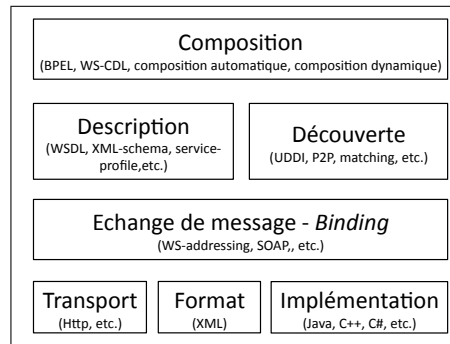 Composition
(BPEL, WS-CDL, composition automatique, composition dynamique)
Description
(WSDL, XML-schema, service-
profile,etc.)
Découverte
(UDDI, P2P, matching, etc.)
Echange de message - Binding
(WS-addressing, SOAP,, etc.)
Transport
(Http, etc.)
Format
(XML)
Implémentation
(Java, C++, C#, etc.)